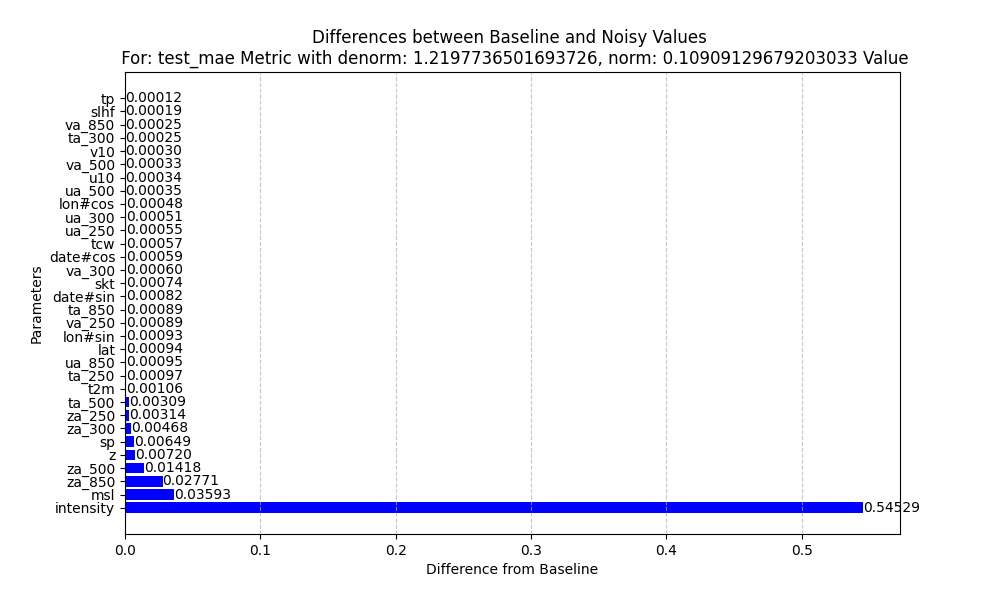 Differences between Baseline and Noisy Values
For: test_mae Metric with denorm: 1.2197736501693726, norm: 0.10909129679203033 Value
tp 0.00012
slhf 0.00019
va_850 0.00025
ta_300 0.00025
v10 0.00030
va_500 0.00033
u10 0.00034
ua_500 0.00035
lon#cos 0.00048
ua_300 0.00051
ua_250 0.00055
tcw 0.00057
date#cos 0.00059
va_300 0.00060
skt 0.00074
date#sin 0.00082
ta_850 0.00089
va_250 0.00089
lon#sin 0.00093
lat 0.00094
ua_850 0.00095
ta_250 0.00097
t2m 0.00106
ta_500 0.00309
za_250 0.00314
za_300 0.00468
sp 0.00649
z 0.00720
za_500 0.01418
za_850 0.02771
msl 0.03593
intensity 0.54529
Parameters
0.0 0.1 0.2 0.3 0.4 0.5
Difference from Baseline